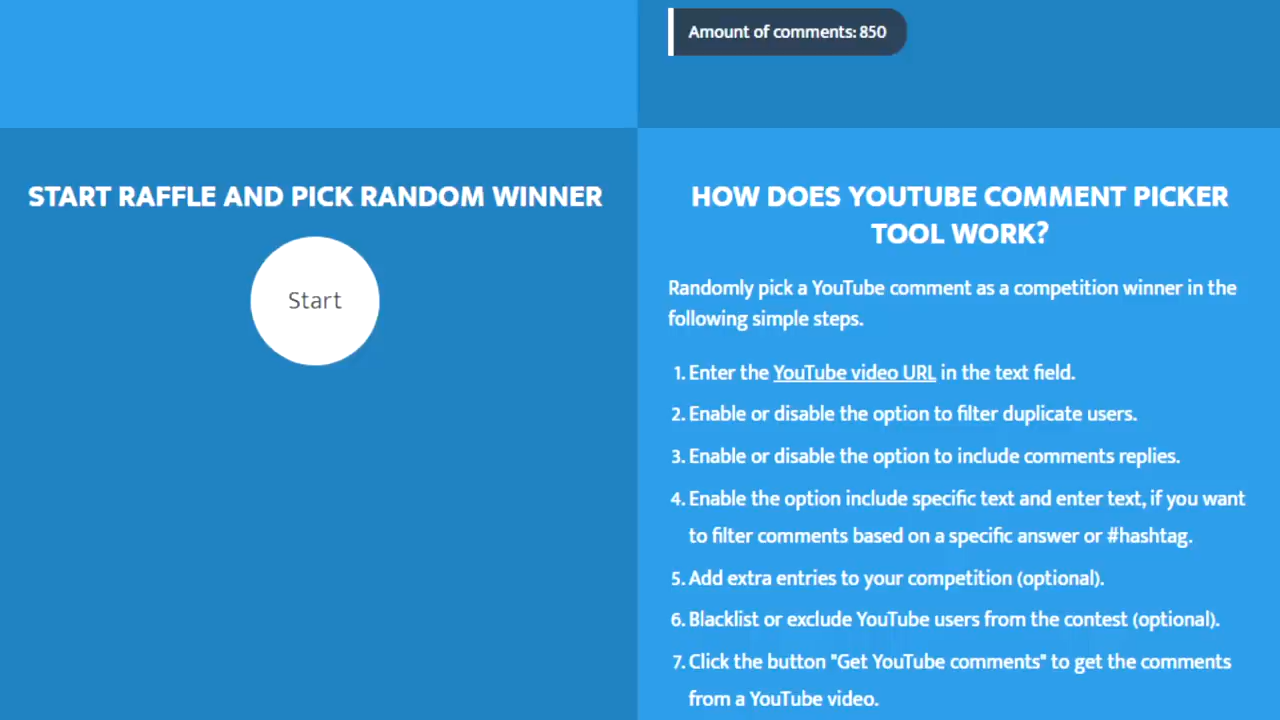 Amount of comments: 850
START RAFFLE AND PICK RANDOM WINNER
Start
HOW DOES YOUTUBE COMMENT PICKER
TOOL WORK?
Randomly pick a YouTube comment as a competition winner in the
following simple steps.
1. Enter the YouTube video URL in the text field.
2. Enable or disable the option to filter duplicate users.
3. Enable or disable the option to include comments replies.
4. Enable the option include specific text and enter text, if you want
to filter comments based on a specific answer or #hashtag.
5. Add extra entries to your competition (optional).
6. Blacklist or exclude YouTube users from the contest (optional).
7. Click the button "Get YouTube comments" to get the comments
from a YouTube video.